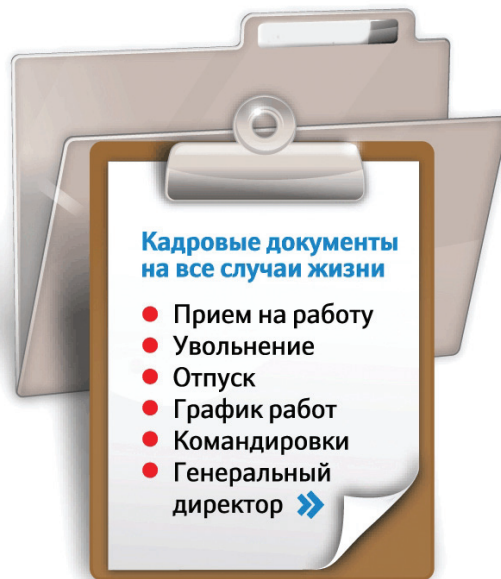 Кадровые документы
на все случаи жизни
Прием на работу
Увольнение
Отпуск
График работ
Командировки
Генеральный
директор »